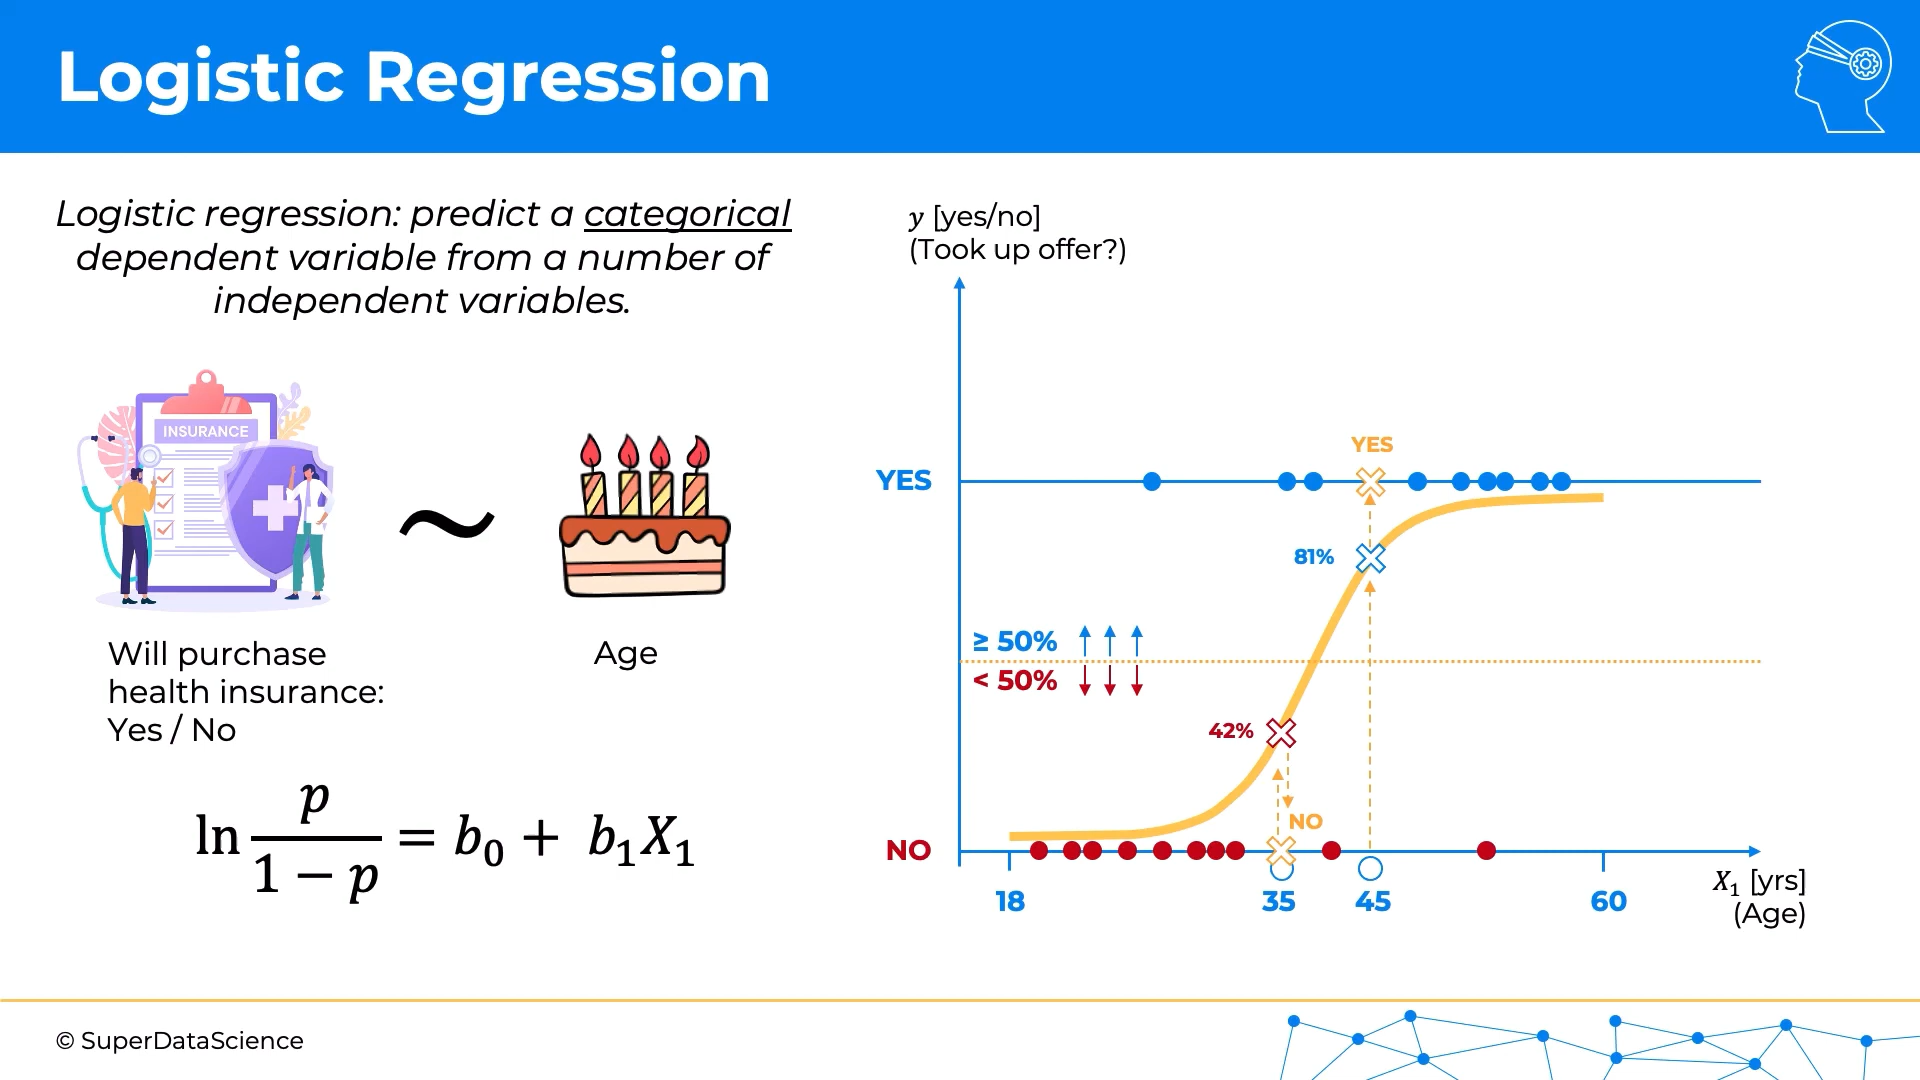 Logistic Regression
Logistic regression: predict a categorical
dependent variable from a number of
independent variables.
INSURANCE
~
Will purchase
health insurance:
Yes / No
Age
ln p / 1 − p = b₀ + b₁X₁
y [yes/no]
(Took up offer?)
YES
YES
81%
≥ 50%
< 50%
42%
NO
NO
18
35
45
60
X₁ [yrs]
(Age)
© SuperDataScience